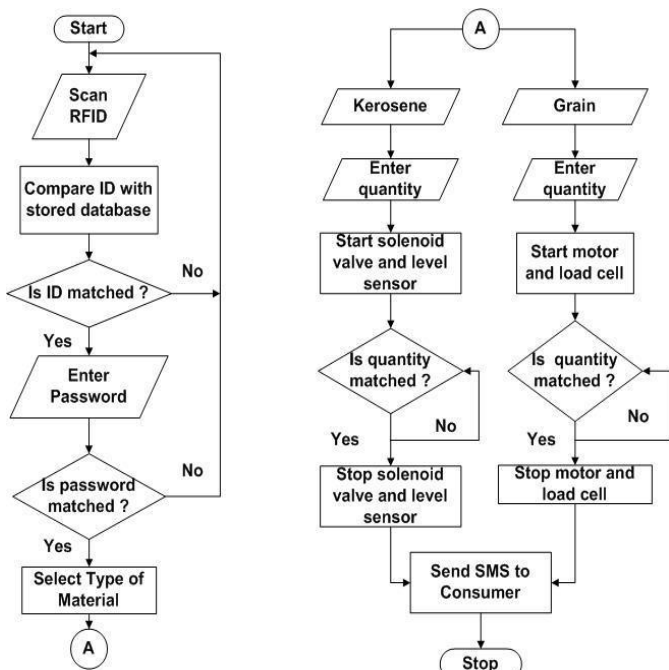 Start
Scan
RFID
Compare ID with
stored database
Is ID matched ?
No
Yes
Enter
Password
Is password
matched ?
No
Yes
Select Type of
Material
A
A
Kerosene
Enter
quantity
Start solenoid
valve and level
sensor
Is quantity
matched ?
No
Yes
Stop solenoid
valve and level
sensor
Grain
Enter
quantity
Start motor
and load cell
Is quantity
matched ?
No
Yes
Stop motor and
load cell
Send SMS to
Consumer
Stop